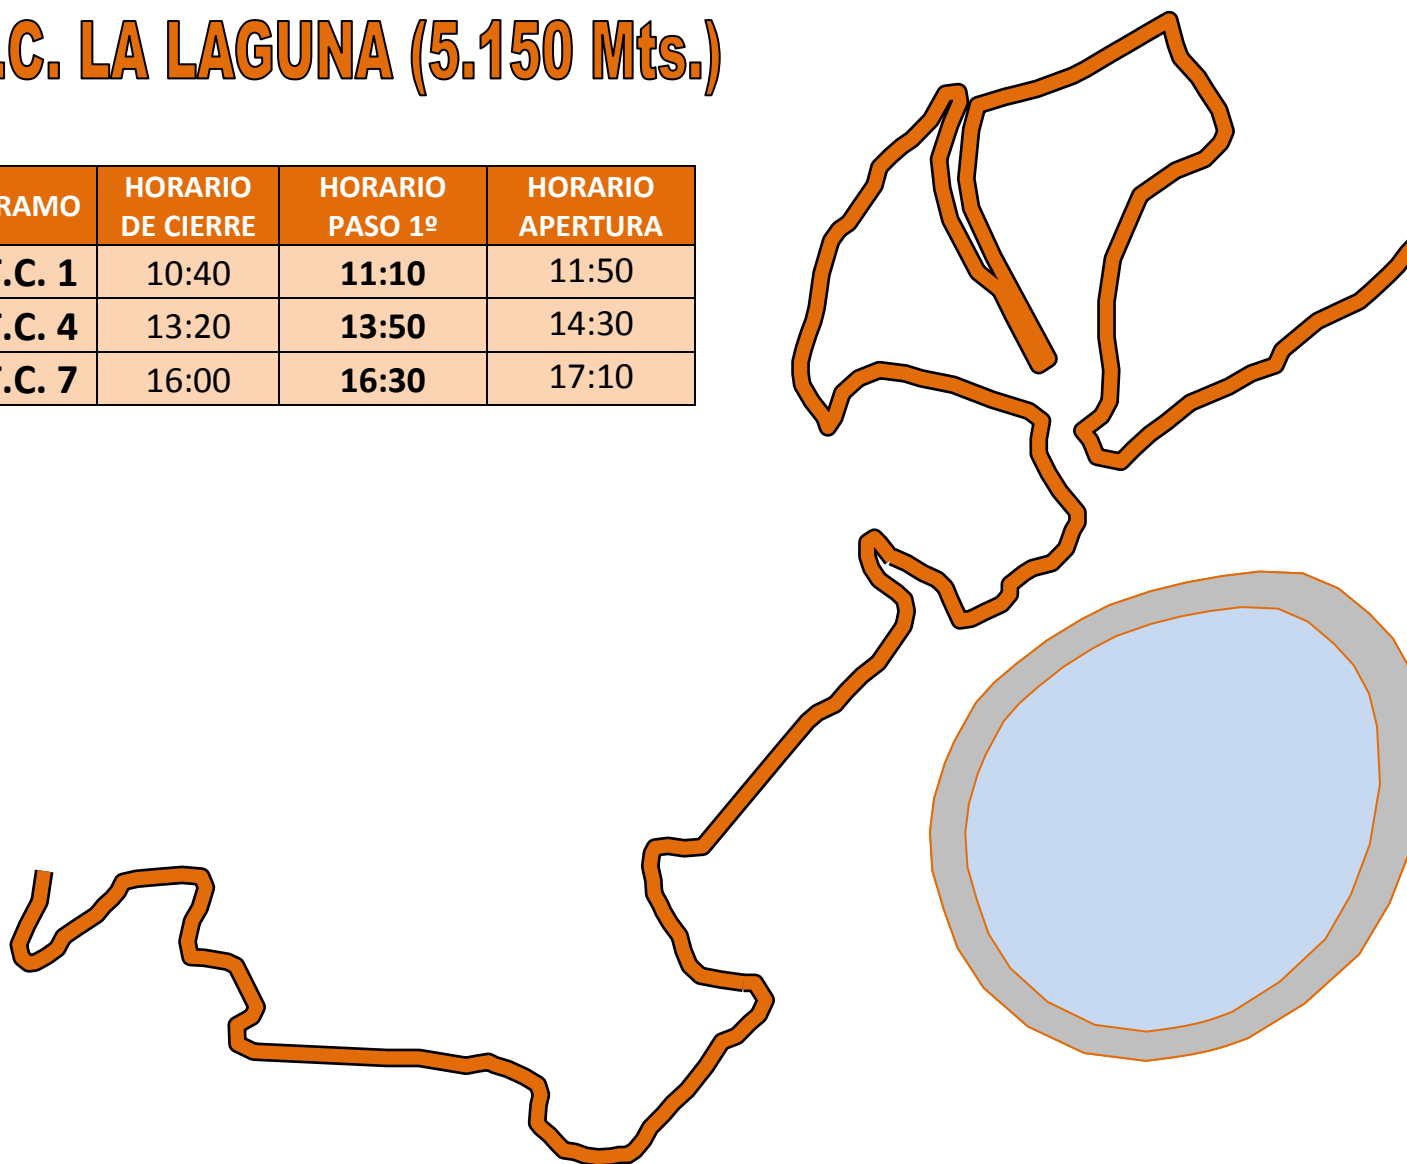 .C. LA LAGUNA (5.150 Mts.)
RAMO HORARIO DE CIERRE HORARIO PASO 1º HORARIO APERTURA
.C. 1 10:40 11:10 11:50
.C. 4 13:20 13:50 14:30
.C. 7 16:00 16:30 17:10